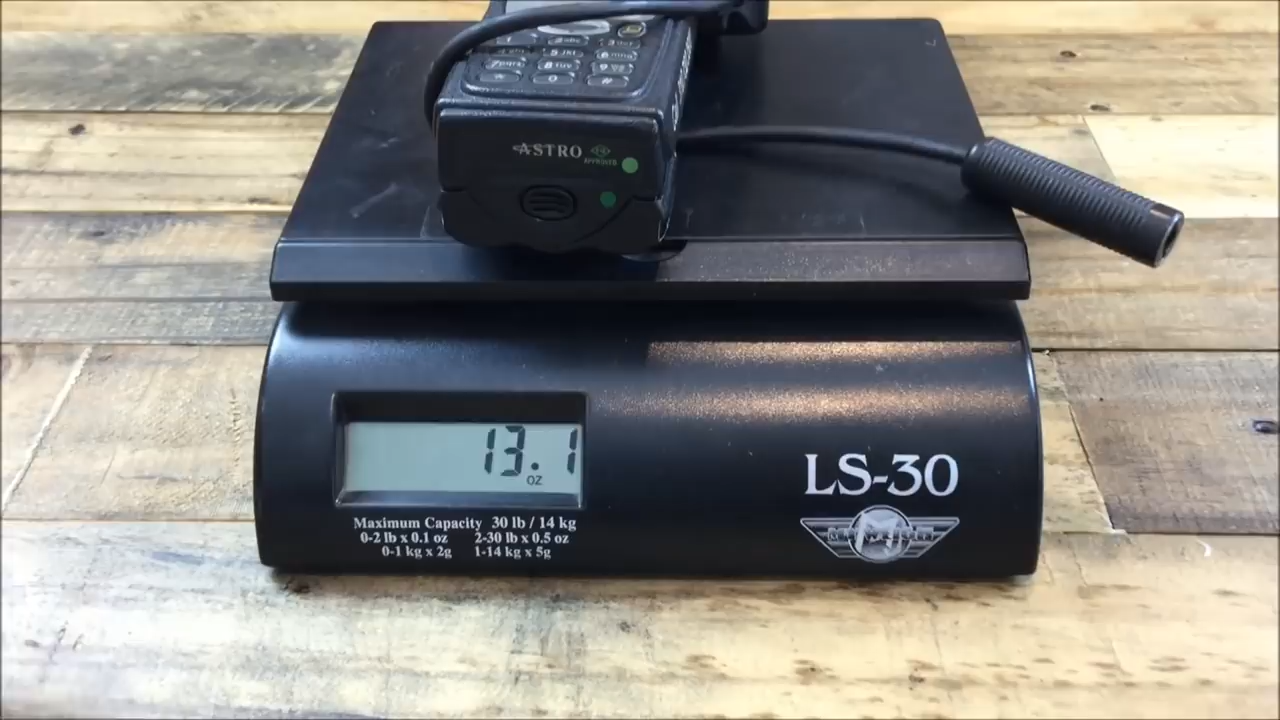 ASTRO
APPROVED
13.1
oz
LS-30
Maximum Capacity 30 lb / 14 kg
0-2 lb x 0.1 oz 2-30 lb x 0.5 oz
0-1 kg x 2g 1-14 kg x 5g